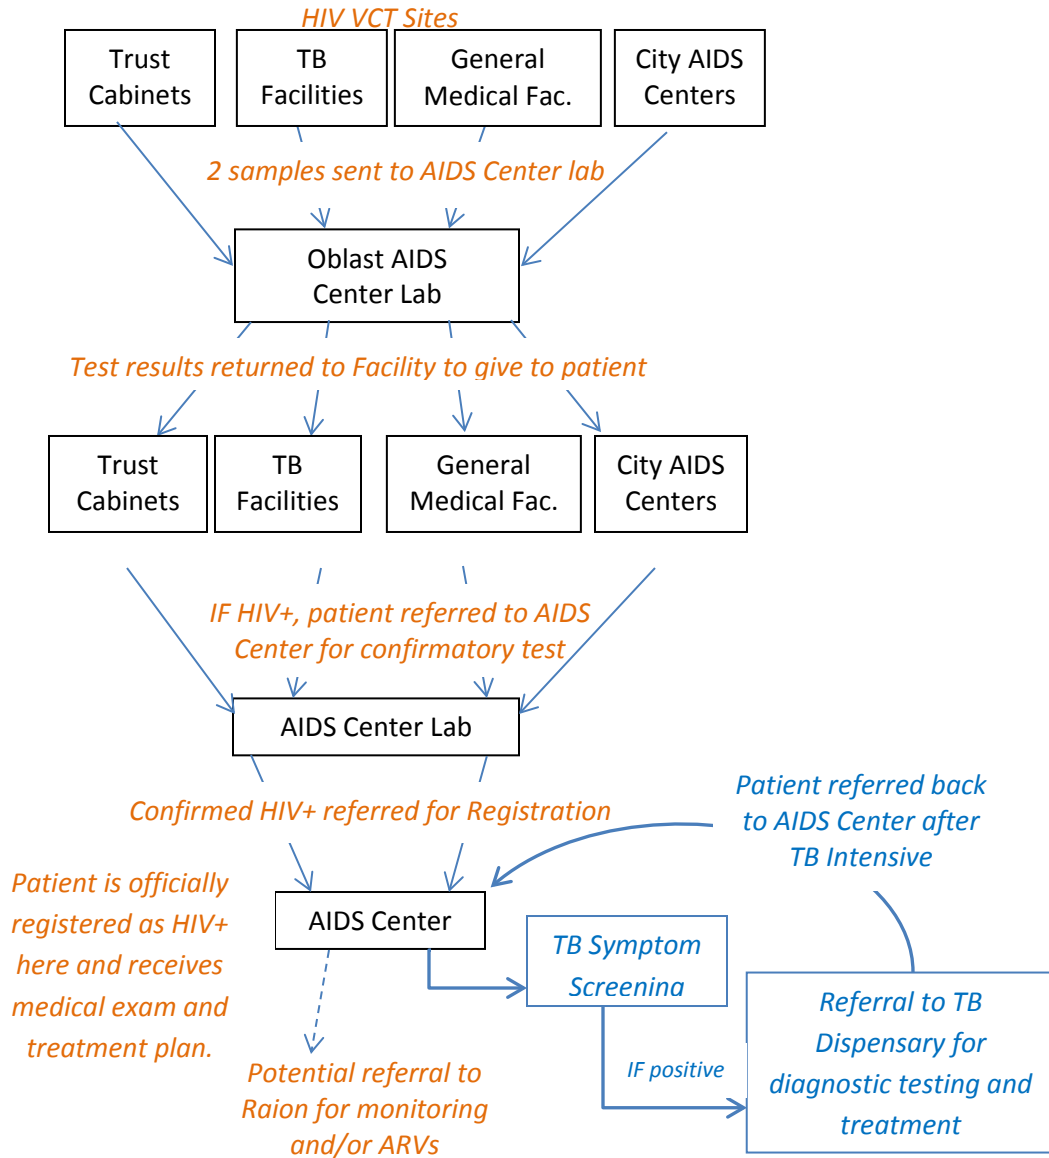 HIV VCT Sites
Trust
Cabinets
TB
Facilities
General
Medical Fac.
City AIDS
Centers
2 samples sent to AIDS Center lab
Oblast AIDS
Center Lab
Test results returned to Facility to give to patient
Trust
Cabinets
TB
Facilities
General
Medical Fac.
City AIDS
Centers
IF HIV+, patient referred to AIDS
Center for confirmatory test
AIDS Center Lab
Confirmed HIV+ referred for Registration
Patient referred back
to AIDS Center after
TB Intensive
Patient is officially
registered as HIV+
here and receives
medical exam and
treatment plan.
AIDS Center
TB Symptom
Screenina
Referral to TB
Dispensary for
diagnostic testing and
treatment
IF positive
Potential referral to
Raion for monitoring
and/or ARVs